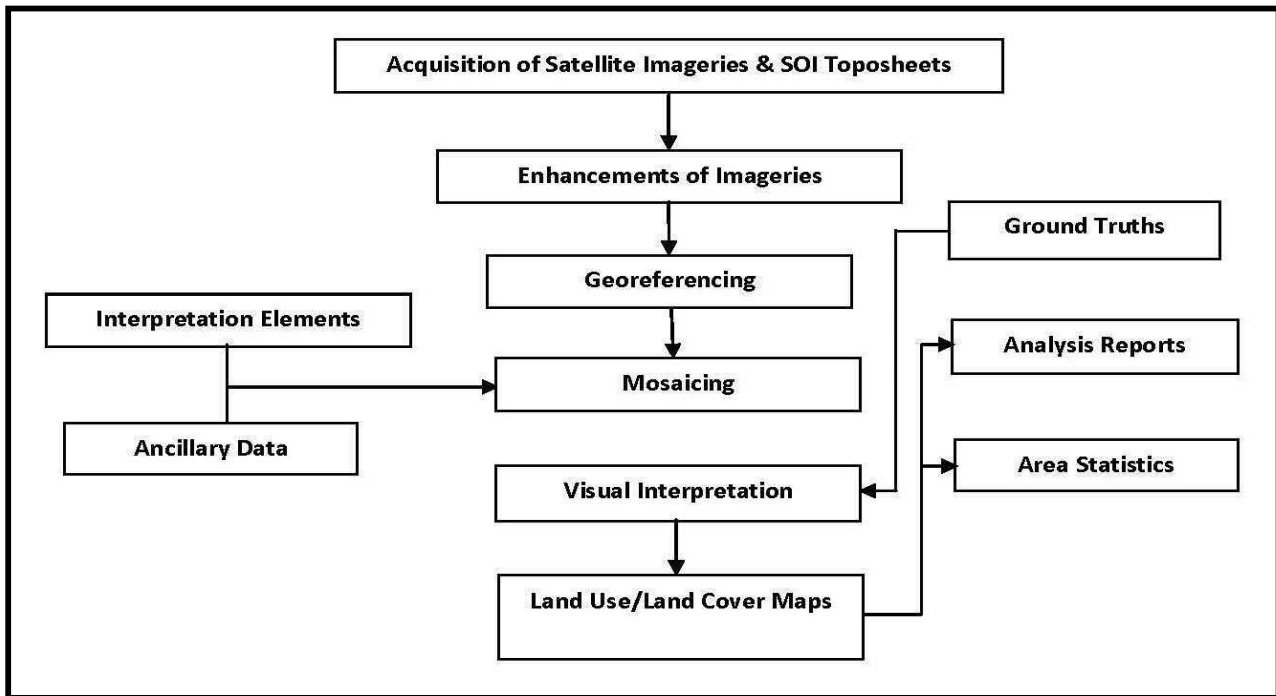 Acquisition of Satellite Imageries & SOI Toposheets
Enhancements of Imageries
Ground Truths
Georeferencing
Interpretation Elements
Analysis Reports
Mosaicing
Ancillary Data
Area Statistics
Visual Interpretation
Land Use/Land Cover Maps